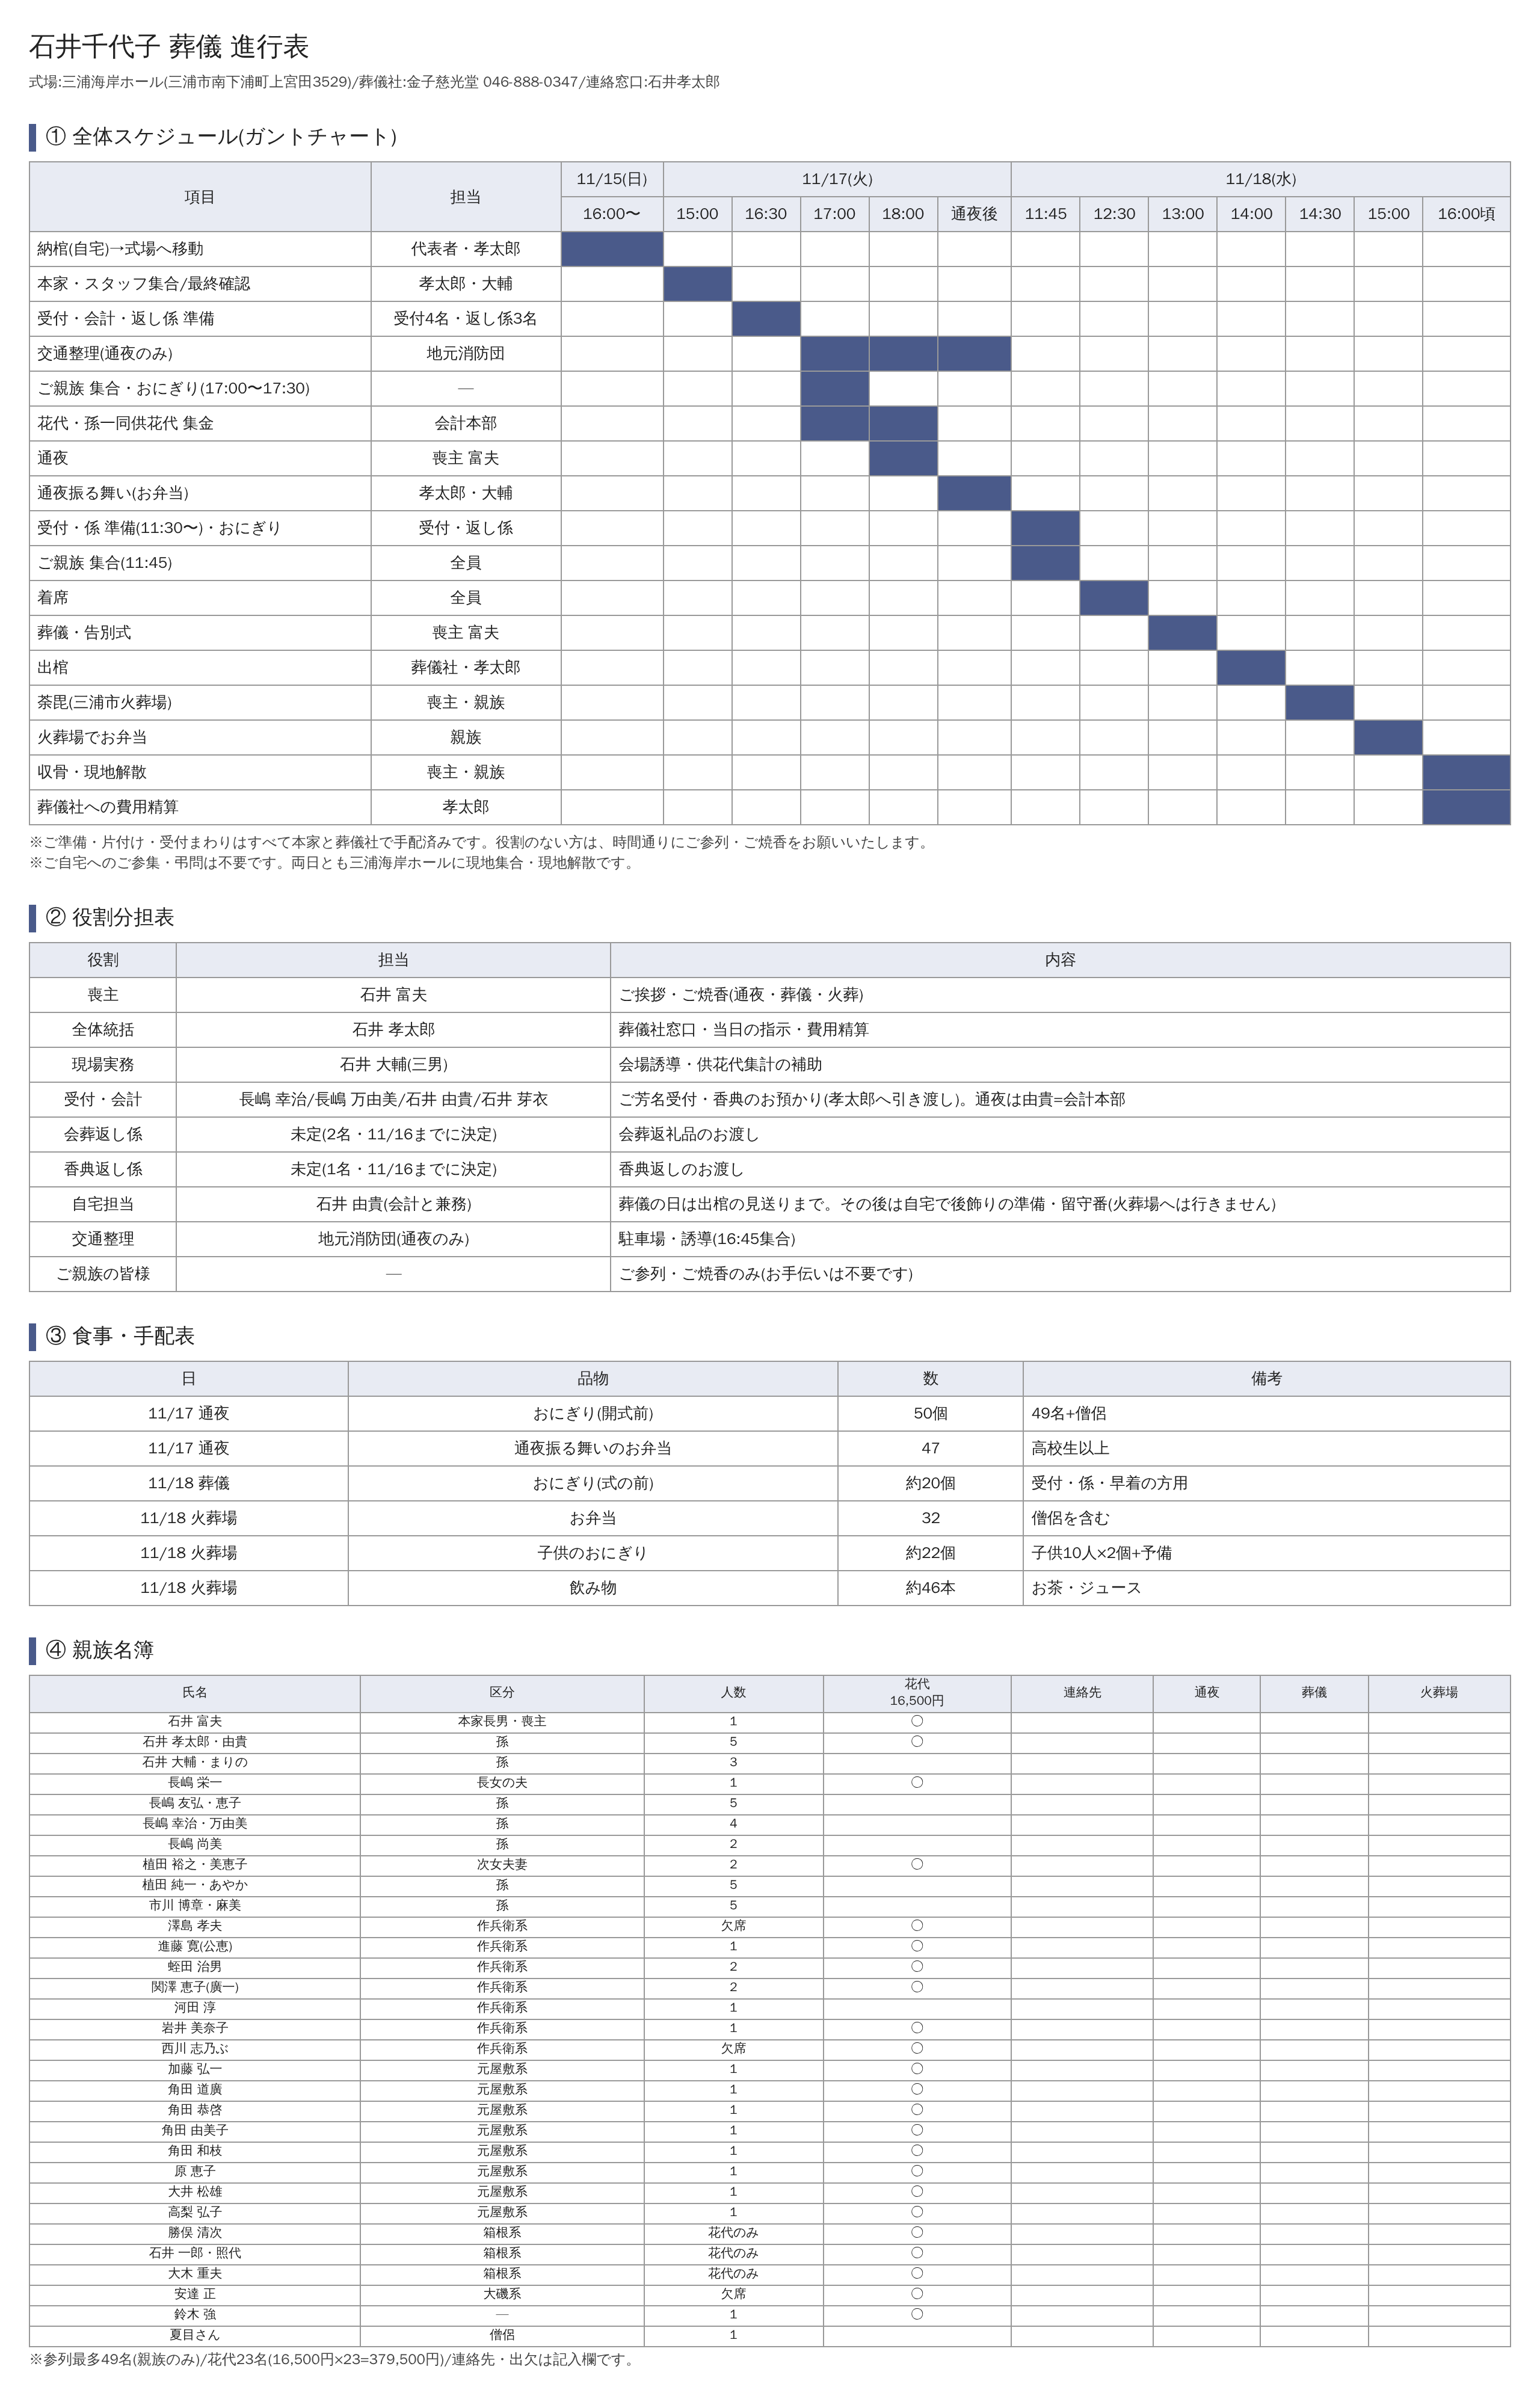 石井千代子 葬儀 進行表
式場:三浦海岸ホール(三浦市南下浦町上宮田3529)/葬儀社:金子慈光堂 046-888-0347/連絡窓口:石井孝太郎
① 全体スケジュール(ガントチャート)
項目 担当 11/15(日) 11/17(火) 11/18(水)
16:00〜 15:00 16:30 17:00 18:00 通夜後 11:45 12:30 13:00 14:00 14:30 15:00 16:00頃
納棺(自宅)→式場へ移動 代表者・孝太郎
本家・スタッフ集合/最終確認 孝太郎・大輔
受付・会計・返し係 準備 受付4名・返し係3名
交通整理(通夜のみ) 地元消防団
ご親族 集合・おにぎり(17:00〜17:30) —
花代・孫一同供花代 集金 会計本部
通夜 喪主 富夫
通夜振る舞い(お弁当) 孝太郎・大輔
受付・係 準備(11:30〜)・おにぎり 受付・返し係
ご親族 集合(11:45) 全員
着席 全員
葬儀・告別式 喪主 富夫
出棺 葬儀社・孝太郎
荼毘(三浦市火葬場) 喪主・親族
火葬場でお弁当 親族
収骨・現地解散 喪主・親族
葬儀社への費用精算 孝太郎
※ご準備・片付け・受付まわりはすべて本家と葬儀社で手配済みです。役割のない方は、時間通りにご参列・ご焼香をお願いいたします。
※ご自宅へのご参集・弔問は不要です。両日とも三浦海岸ホールに現地集合・現地解散です。
② 役割分担表
役割 担当 内容
喪主 石井 富夫 ご挨拶・ご焼香(通夜・葬儀・火葬)
全体統括 石井 孝太郎 葬儀社窓口・当日の指示・費用精算
現場実務 石井 大輔(三男) 会場誘導・供花代集計の補助
受付・会計 長嶋 幸治/長嶋 万由美/石井 由貴/石井 芽衣 ご芳名受付・香典のお預かり(孝太郎へ引き渡し)。通夜は由貴=会計本部
会葬返し係 未定(2名・11/16までに決定) 会葬返礼品のお渡し
香典返し係 未定(1名・11/16までに決定) 香典返しのお渡し
自宅担当 石井 由貴(会計と兼務) 葬儀の日は出棺の見送りまで。その後は自宅で後飾りの準備・留守番(火葬場へは行きません)
交通整理 地元消防団(通夜のみ) 駐車場・誘導(16:45集合)
ご親族の皆様 — ご参列・ご焼香のみ(お手伝いは不要です)
③ 食事・手配表
日 品物 数 備考
11/17 通夜 おにぎり(開式前) 50個 49名+僧侶
11/17 通夜 通夜振る舞いのお弁当 47 高校生以上
11/18 葬儀 おにぎり(式の前) 約20個 受付・係・早着の方用
11/18 火葬場 お弁当 32 僧侶を含む
11/18 火葬場 子供のおにぎり 約22個 子供10人×2個+予備
11/18 火葬場 飲み物 約46本 お茶・ジュース
④ 親族名簿
氏名 区分 人数 花代 16,500円 連絡先 通夜 葬儀 火葬場
石井 富夫 本家長男・喪主 1 〇
石井 孝太郎・由貴 孫 5 〇
石井 大輔・まりの 孫 3
長嶋 栄一 長女の夫 1 〇
長嶋 友弘・恵子 孫 5
長嶋 幸治・万由美 孫 4
長嶋 尚美 孫 2
植田 裕之・美恵子 次女夫妻 2 〇
植田 純一・あやか 孫 5
市川 博章・麻美 孫 5
澤島 孝夫 作兵衛系 欠席 〇
進藤 寛(公恵) 作兵衛系 1 〇
蛭田 治男 作兵衛系 2 〇
関澤 恵子(廣一) 作兵衛系 2 〇
河田 淳 作兵衛系 1
岩井 美奈子 作兵衛系 1 〇
西川 志乃ぶ 作兵衛系 欠席 〇
加藤 弘一 元屋敷系 1 〇
角田 道廣 元屋敷系 1 〇
角田 恭啓 元屋敷系 1 〇
角田 由美子 元屋敷系 1 〇
角田 和枝 元屋敷系 1 〇
原 恵子 元屋敷系 1 〇
大井 松雄 元屋敷系 1 〇
高梨 弘子 元屋敷系 1 〇
勝俣 清次 箱根系 花代のみ 〇
石井 一郎・照代 箱根系 花代のみ 〇
大木 重夫 箱根系 花代のみ 〇
安達 正 大磯系 欠席 〇
鈴木 強 — 1 〇
夏目さん 僧侶 1
※参列最多49名(親族のみ)/花代23名(16,500円×23=379,500円)/連絡先・出欠は記入欄です。